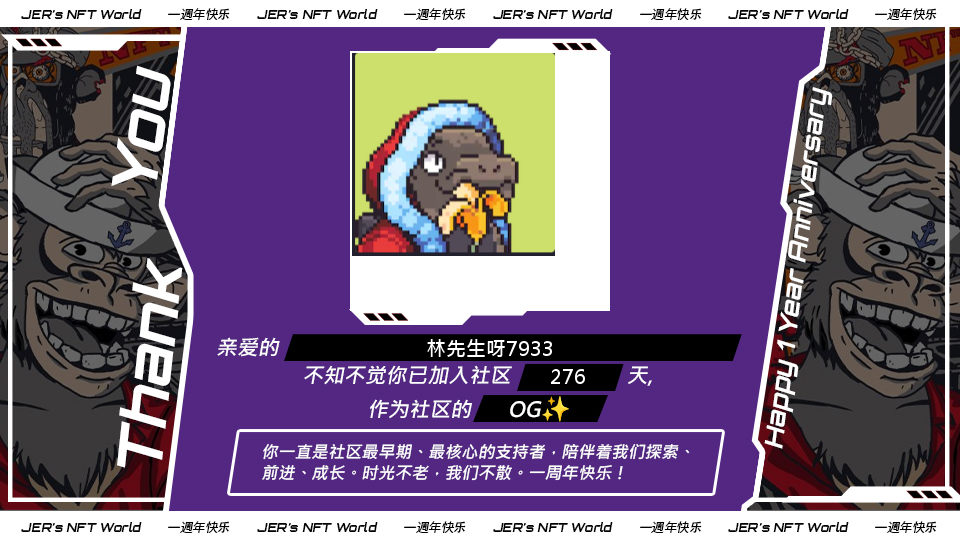 JER's NFT World 一週年快乐 JER's NFT World 一週年快乐 JER's NFT World 一週年快乐 JER's NFT World 一週年快乐
Thank You
亲爱的 林先生呀7933
不知不觉你已加入社区 276 天,
作为社区的 OG✨
你一直是社区最早期、最核心的支持者，陪伴着我们探索、
前进、成长。时光不老，我们不散。一周年快乐！
Happy 1 Year Anniversary
JER's NFT World 一週年快乐 JER's NFT World 一週年快乐 JER's NFT World 一週年快乐 JER's NFT World 一週年快乐